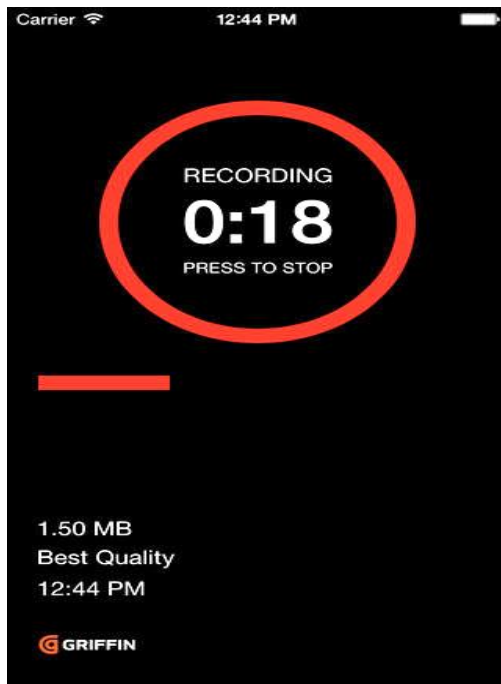 Carrier 12:44 PM
RECORDING
0:18
PRESS TO STOP
1.50 MB
Best Quality
12:44 PM
GRIFFIN